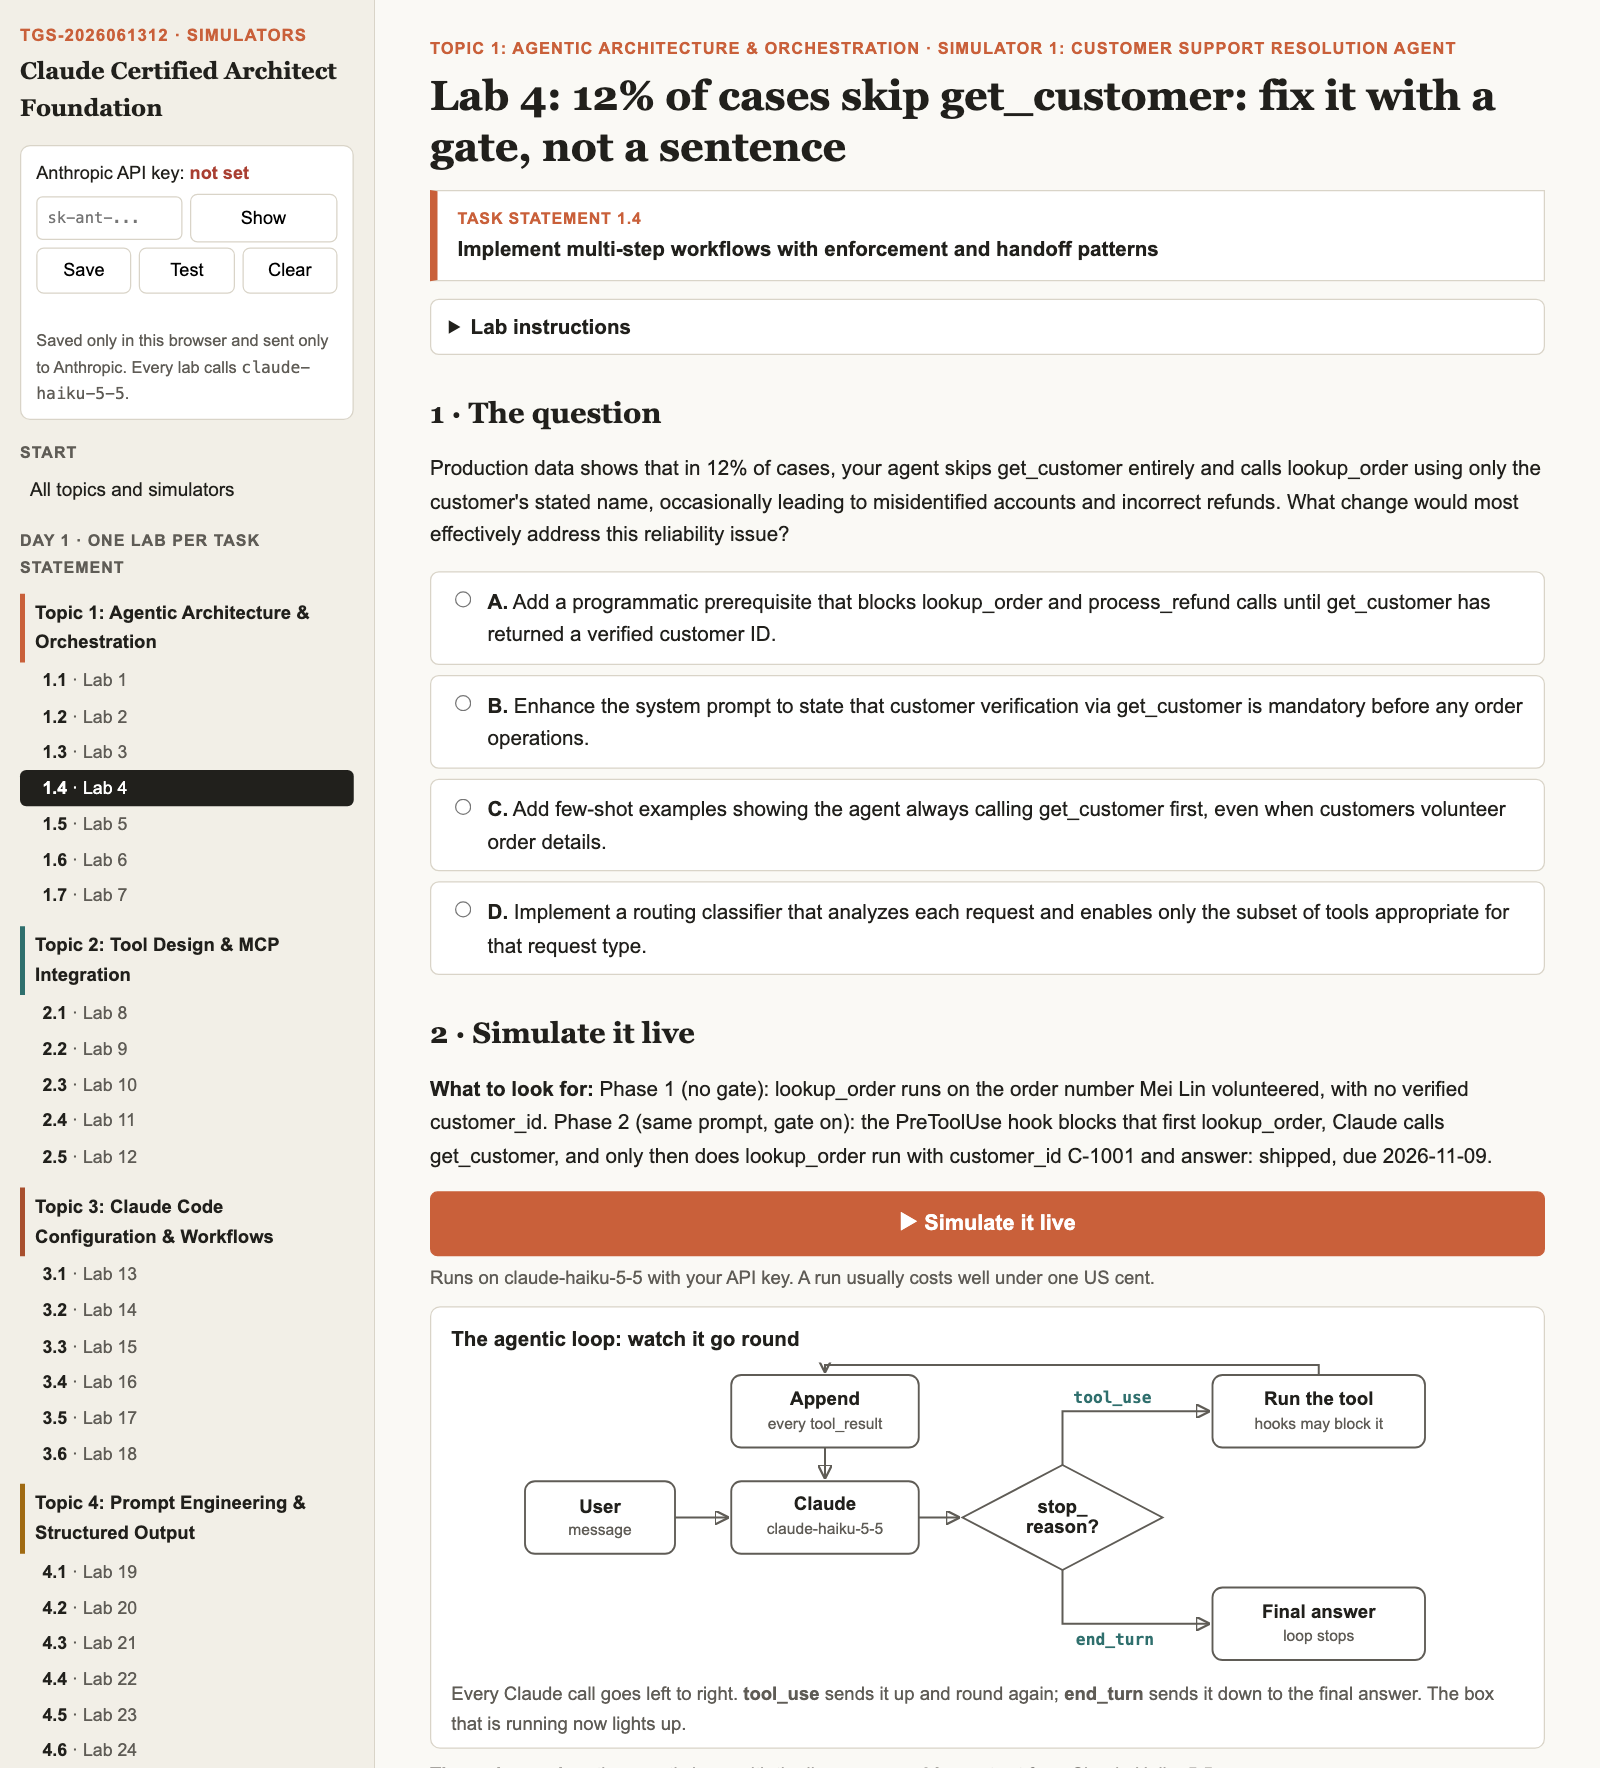 TGS-2026061312 · SIMULATORS
Claude Certified Architect
Foundation
Anthropic API key: not set
sk-ant-...
Show
Save
Test
Clear
Saved only in this browser and sent only
to Anthropic. Every lab calls claude-
haiku-5-5.
START
All topics and simulators
DAY 1 · ONE LAB PER TASK
STATEMENT
Topic 1: Agentic Architecture &
Orchestration
1.1 · Lab 1
1.2 · Lab 2
1.3 · Lab 3
1.4 · Lab 4
1.5 · Lab 5
1.6 · Lab 6
1.7 · Lab 7
Topic 2: Tool Design & MCP
Integration
2.1 · Lab 8
2.2 · Lab 9
2.3 · Lab 10
2.4 · Lab 11
2.5 · Lab 12
Topic 3: Claude Code
Configuration & Workflows
3.1 · Lab 13
3.2 · Lab 14
3.3 · Lab 15
3.4 · Lab 16
3.5 · Lab 17
3.6 · Lab 18
Topic 4: Prompt Engineering &
Structured Output
4.1 · Lab 19
4.2 · Lab 20
4.3 · Lab 21
4.4 · Lab 22
4.5 · Lab 23
4.6 · Lab 24
TOPIC 1: AGENTIC ARCHITECTURE & ORCHESTRATION · SIMULATOR 1: CUSTOMER SUPPORT RESOLUTION AGENT
Lab 4: 12% of cases skip get_customer: fix it with a
gate, not a sentence
TASK STATEMENT 1.4
Implement multi-step workflows with enforcement and handoff patterns
▶ Lab instructions
1 · The question
Production data shows that in 12% of cases, your agent skips get_customer entirely and calls lookup_order using only the
customer's stated name, occasionally leading to misidentified accounts and incorrect refunds. What change would most
effectively address this reliability issue?
A. Add a programmatic prerequisite that blocks lookup_order and process_refund calls until get_customer has
returned a verified customer ID.
B. Enhance the system prompt to state that customer verification via get_customer is mandatory before any order
operations.
C. Add few-shot examples showing the agent always calling get_customer first, even when customers volunteer
order details.
D. Implement a routing classifier that analyzes each request and enables only the subset of tools appropriate for
that request type.
2 · Simulate it live
What to look for: Phase 1 (no gate): lookup_order runs on the order number Mei Lin volunteered, with no verified
customer_id. Phase 2 (same prompt, gate on): the PreToolUse hook blocks that first lookup_order, Claude calls
get_customer, and only then does lookup_order run with customer_id C-1001 and answer: shipped, due 2026-11-09.
▶ Simulate it live
Runs on claude-haiku-5-5 with your API key. A run usually costs well under one US cent.
The agentic loop: watch it go round
Append
every tool_result
tool_use
Run the tool
hooks may block it
User
message
Claude
claude-haiku-5-5
stop_
reason?
Final answer
loop stops
end_turn
Every Claude call goes left to right. tool_use sends it up and round again; end_turn sends it down to the final answer. The box
that is running now lights up.